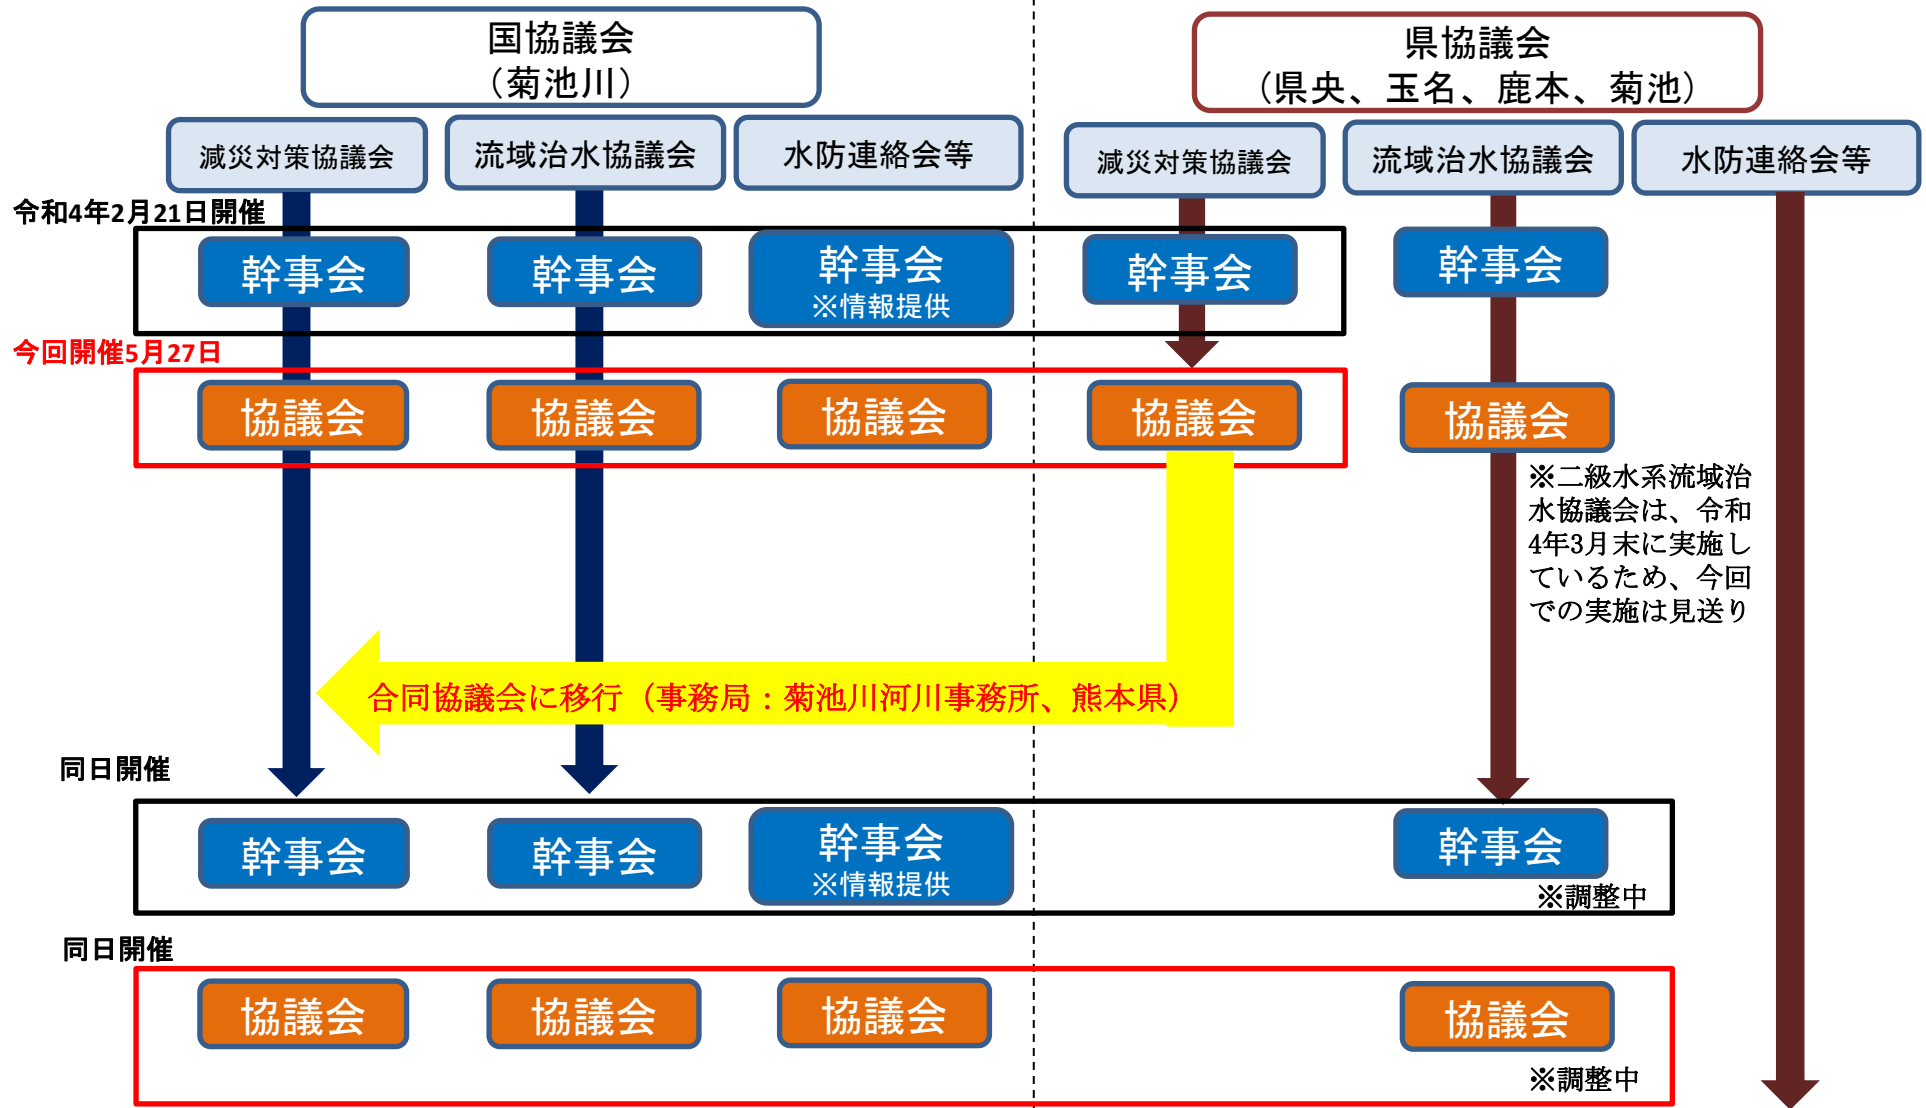 国協議会
（菊池川）
県協議会
（県央、玉名、鹿本、菊池）
減災対策協議会
流域治水協議会
水防連絡会等
減災対策協議会
流域治水協議会
水防連絡会等
令和4年2月21日開催
幹事会
幹事会
幹事会
※情報提供
幹事会
幹事会
今回開催5月27日
協議会
協議会
協議会
協議会
協議会
※二級水系流域治
水協議会は、令和
4年3月末に実施し
ているため、今回
での実施は見送り
合同協議会に移行（事務局：菊池川河川事務所、熊本県）
同日開催
幹事会
幹事会
幹事会
※情報提供
幹事会
※調整中
同日開催
協議会
協議会
協議会
協議会
※調整中